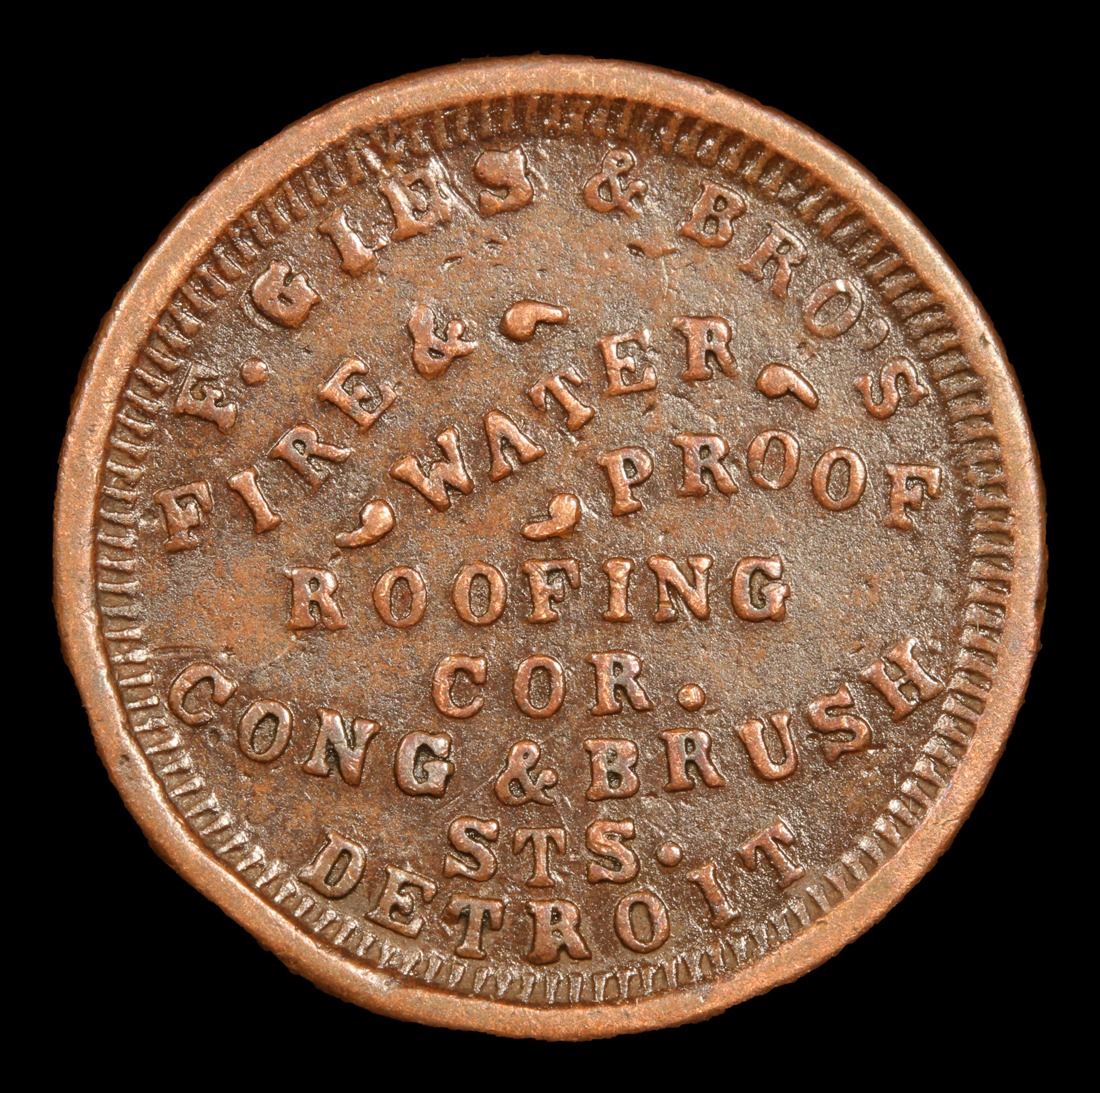 F. GIES & BRO'S
FIRE &
WATER
PROOF
ROOFING
COR.
CONG & BRUSH
STS.
DETROIT